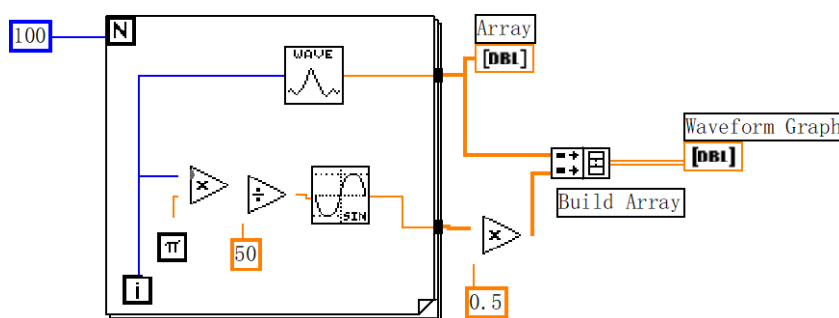 100
N
WAVE
Array
[DBL]
Waveform Graph
[DBL]
×
÷
SIN
Build Array
π
50
×
i
0.5